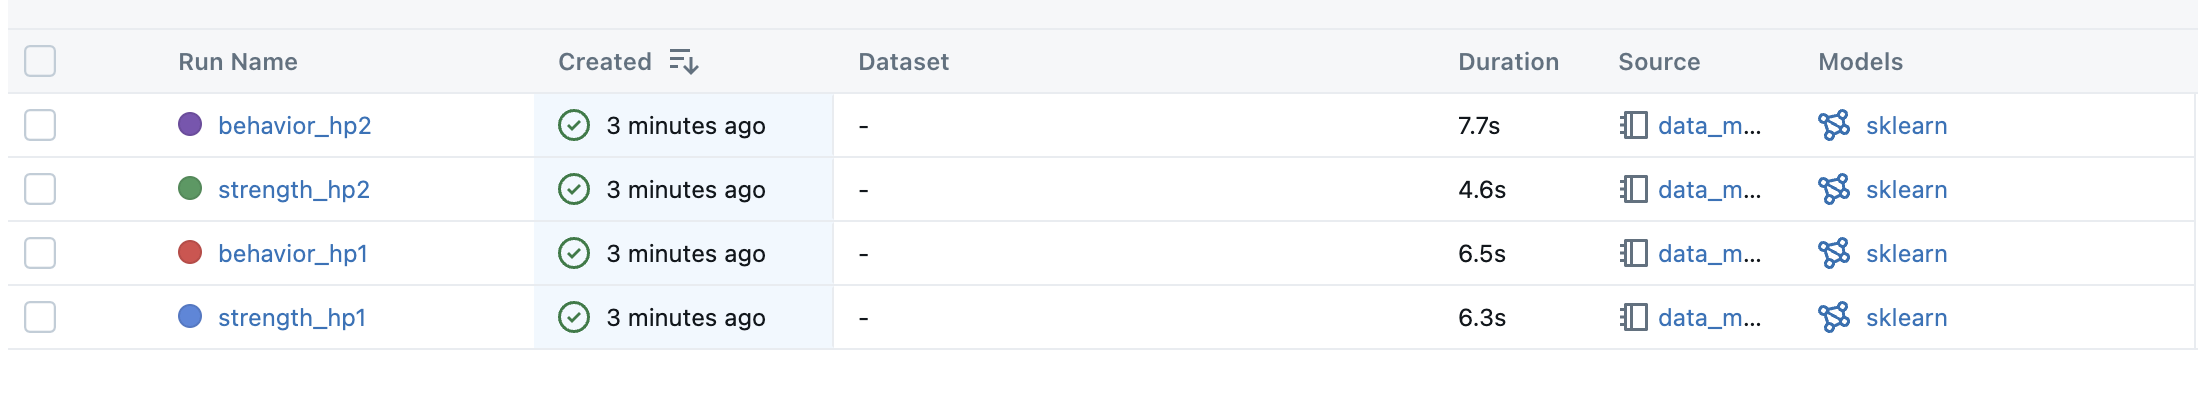 Run Name Created Dataset Duration Source Models
behavior_hp2 3 minutes ago - 7.7s data_m... sklearn
strength_hp2 3 minutes ago - 4.6s data_m... sklearn
behavior_hp1 3 minutes ago - 6.5s data_m... sklearn
strength_hp1 3 minutes ago - 6.3s data_m... sklearn